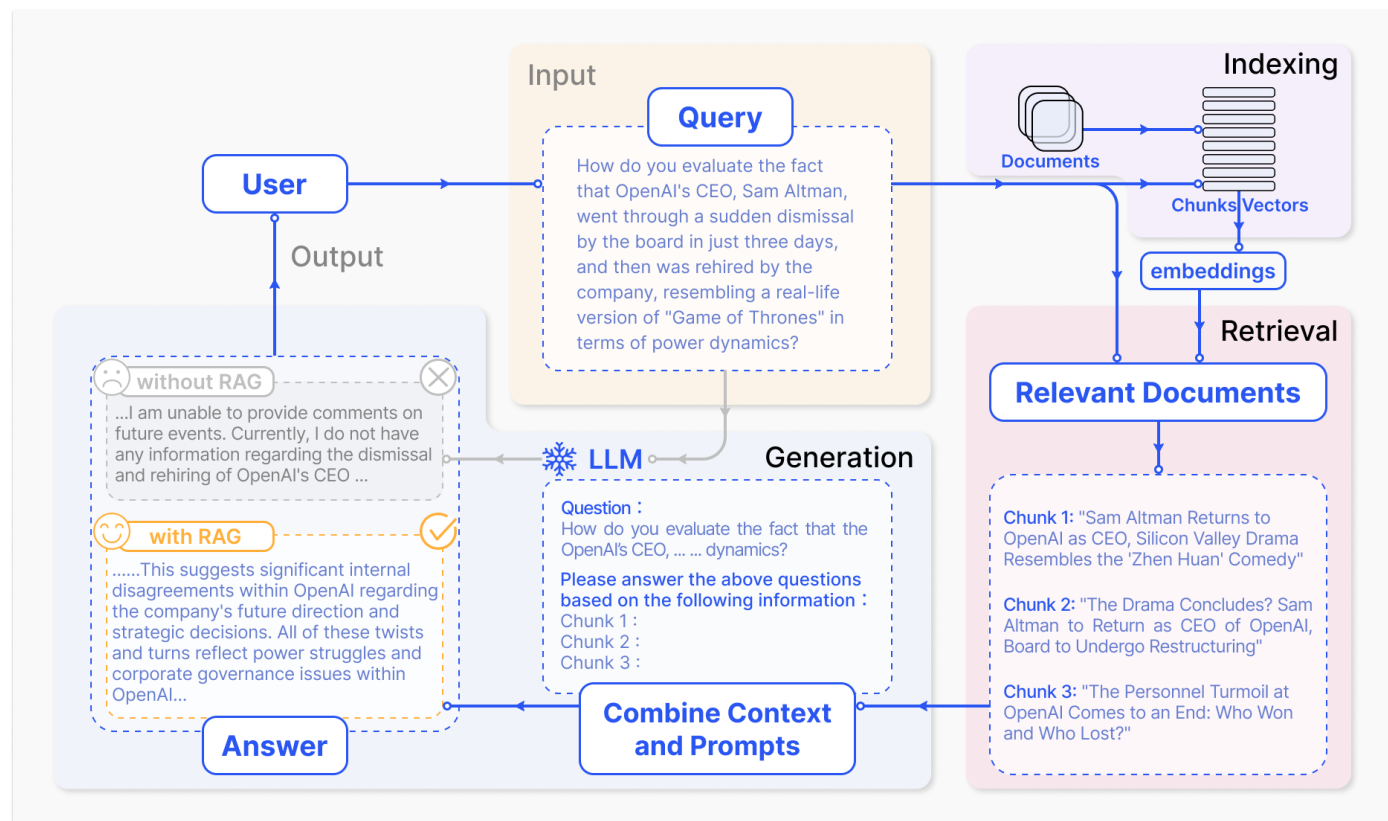 Input
Query
How do you evaluate the fact
that OpenAI's CEO, Sam Altman,
went through a sudden dismissal
by the board in just three days,
and then was rehired by the
company, resembling a real-life
version of "Game of Thrones" in
terms of power dynamics?
Indexing
Documents
Chunks Vectors
embeddings
User
Output
Retrieval
Relevant Documents
Chunk 1: "Sam Altman Returns to
OpenAI as CEO, Silicon Valley Drama
Resembles the 'Zhen Huan' Comedy"
Chunk 2: "The Drama Concludes? Sam
Altman to Return as CEO of OpenAI,
Board to Undergo Restructuring"
Chunk 3: "The Personnel Turmoil at
OpenAI Comes to an End: Who Won
and Who Lost?"
Generation
LLM
Question：
How do you evaluate the fact that the
OpenAI's CEO, ... ... dynamics?
Please answer the above questions
based on the following information：
Chunk 1：
Chunk 2：
Chunk 3：
Combine Context
and Prompts
without RAG
...I am unable to provide comments on
future events. Currently, I do not have
any information regarding the dismissal
and rehiring of OpenAI's CEO ...
with RAG
......This suggests significant internal
disagreements within OpenAI regarding
the company's future direction and
strategic decisions. All of these twists
and turns reflect power struggles and
corporate governance issues within
OpenAI...
Answer